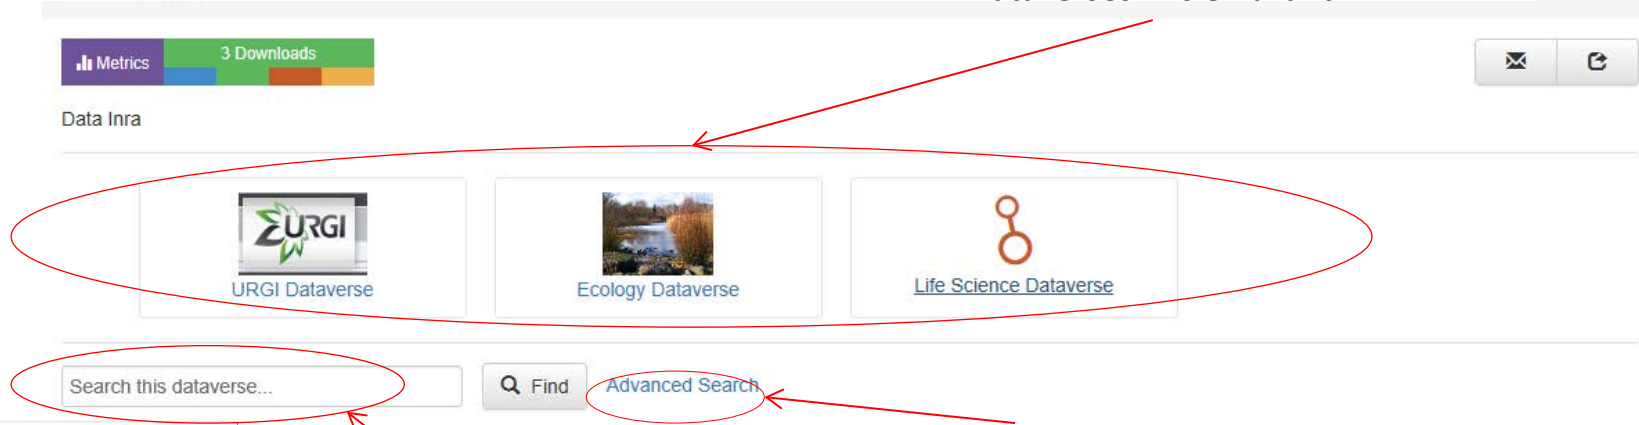 Metrics
3 Downloads
Data Inra
URGI
URGI Dataverse
Ecology Dataverse
Life Science Dataverse
Search this dataverse...
Find
Advanced Search